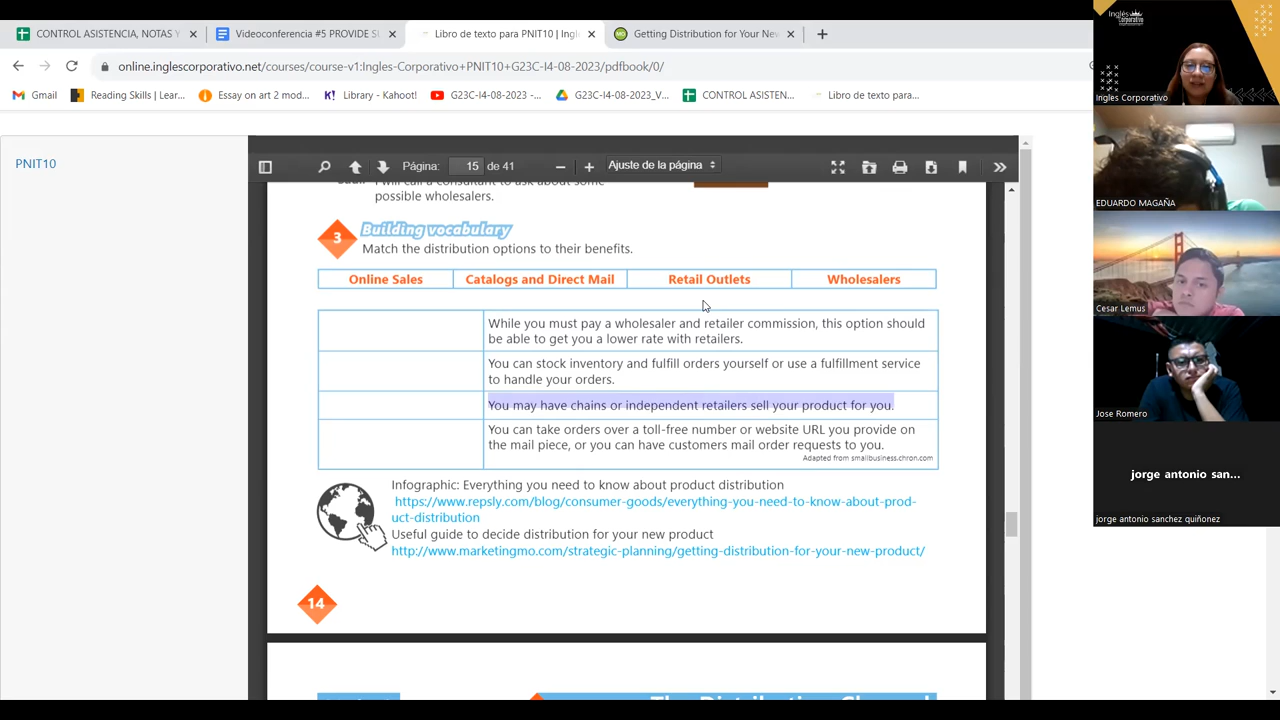 CONTROL ASISTENCIA, NOTAS Y
Videoconferencia #5 PROVIDE SU
Libro de texto para PNIT10 | Ingl
Getting Distribution for Your New
online.inglescorporativo.net/courses/course-v1:Ingles-Corporativo+PNIT10+G23C-I4-08-2023/pdfbook/0/
Gmail
Reading Skills | Lear...
Essay on art 2 mod...
Library - Kahoot!
G23C-I4-08-2023 -...
G23C-I4-08-2023_V...
CONTROL ASISTEN...
Libro de texto para...
PNIT10
Página: 15 de 41
Ajuste de la página
possible wholesalers.
3 Building vocabulary
Match the distribution options to their benefits.
Online Sales Catalogs and Direct Mail Retail Outlets Wholesalers
While you must pay a wholesaler and retailer commission, this option should
be able to get you a lower rate with retailers.
You can stock inventory and fulfill orders yourself or use a fulfillment service
to handle your orders.
You may have chains or independent retailers sell your product for you.
You can take orders over a toll-free number or website URL you provide on
the mail piece, or you can have customers mail order requests to you.
Adapted from smallbusiness.chron.com
Infographic: Everything you need to know about product distribution
https://www.repsly.com/blog/consumer-goods/everything-you-need-to-know-about-prod-
uct-distribution
Useful guide to decide distribution for your new product
http://www.marketingmo.com/strategic-planning/getting-distribution-for-your-new-product/
14
Inglés
Corporativo
Ingles Corporativo
EDUARDO MAGAÑA
Cesar Lemus
Jose Romero
jorge antonio san...
jorge antonio sanchez quiñonez